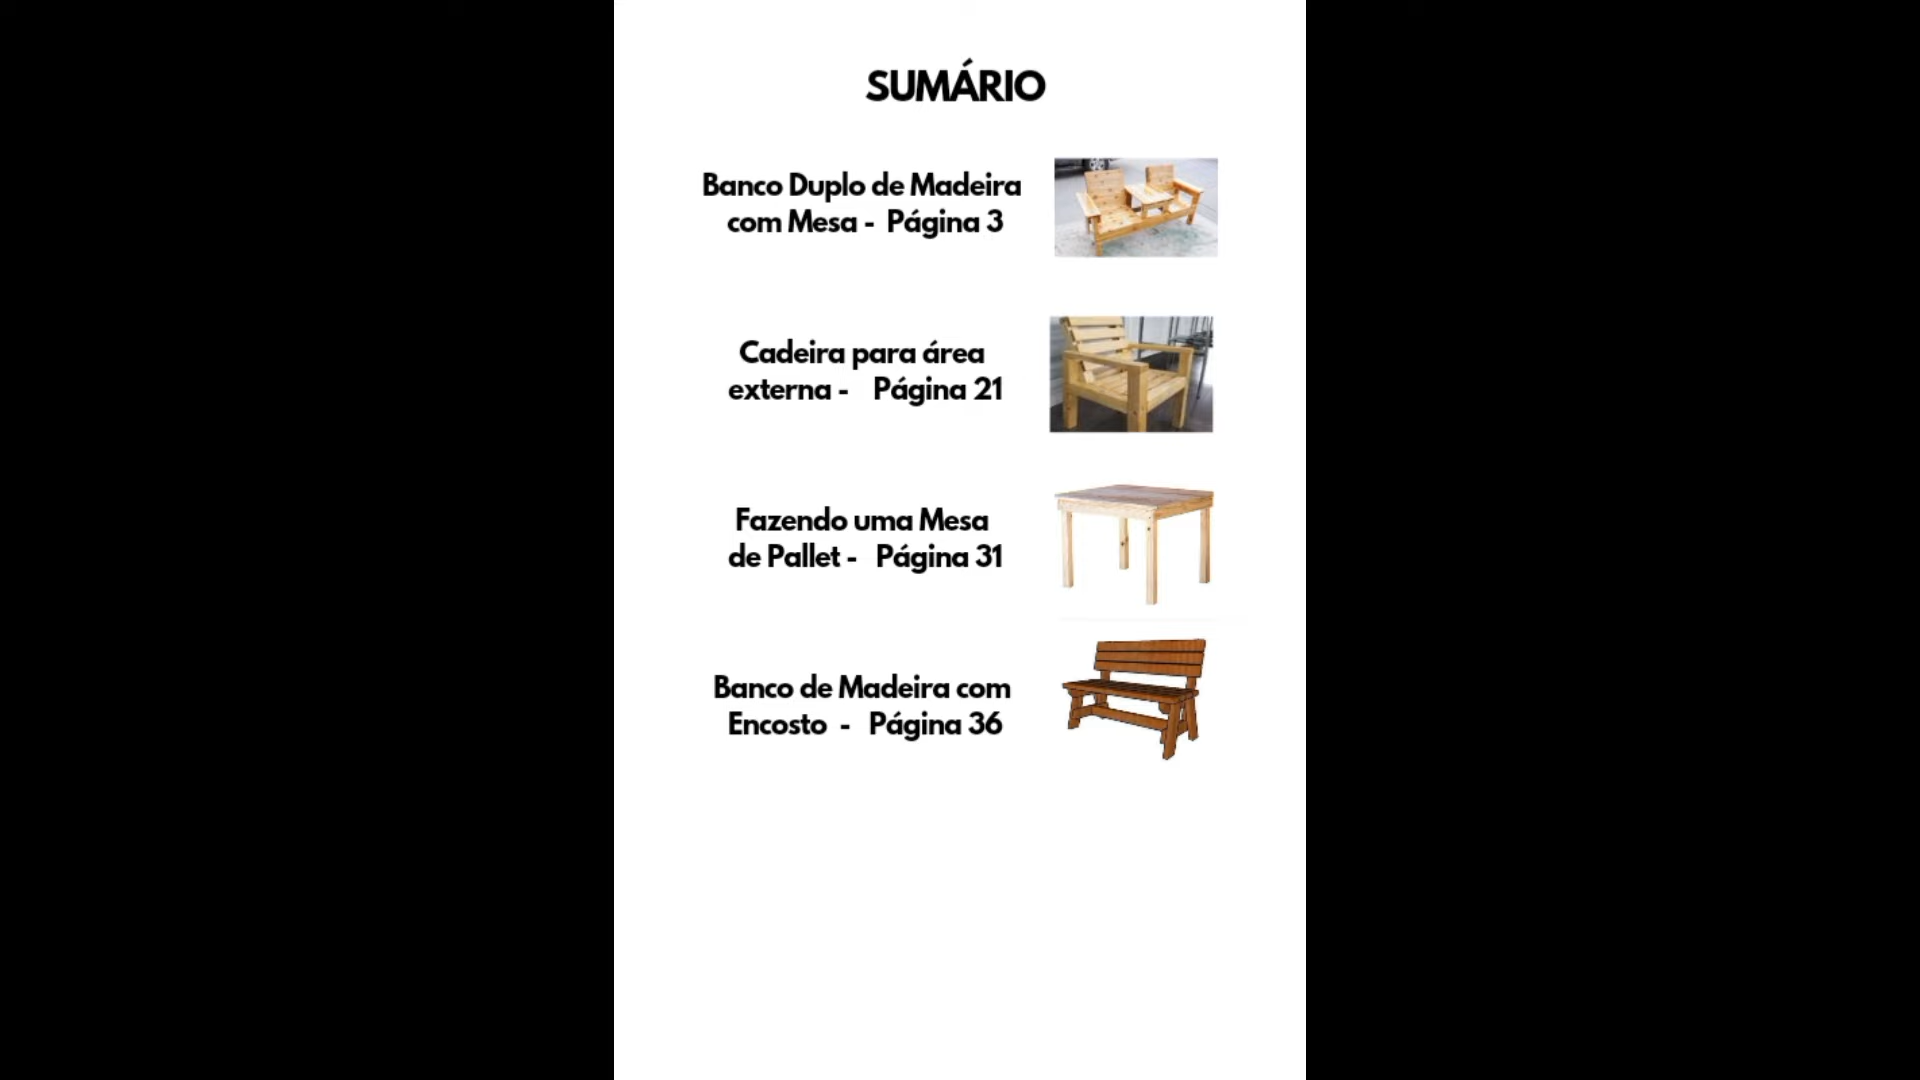 SUMÁRIO
Banco Duplo de Madeira
com Mesa - Página 3
Cadeira para área
externa - Página 21
Fazendo uma Mesa
de Pallet - Página 31
Banco de Madeira com
Encosto - Página 36